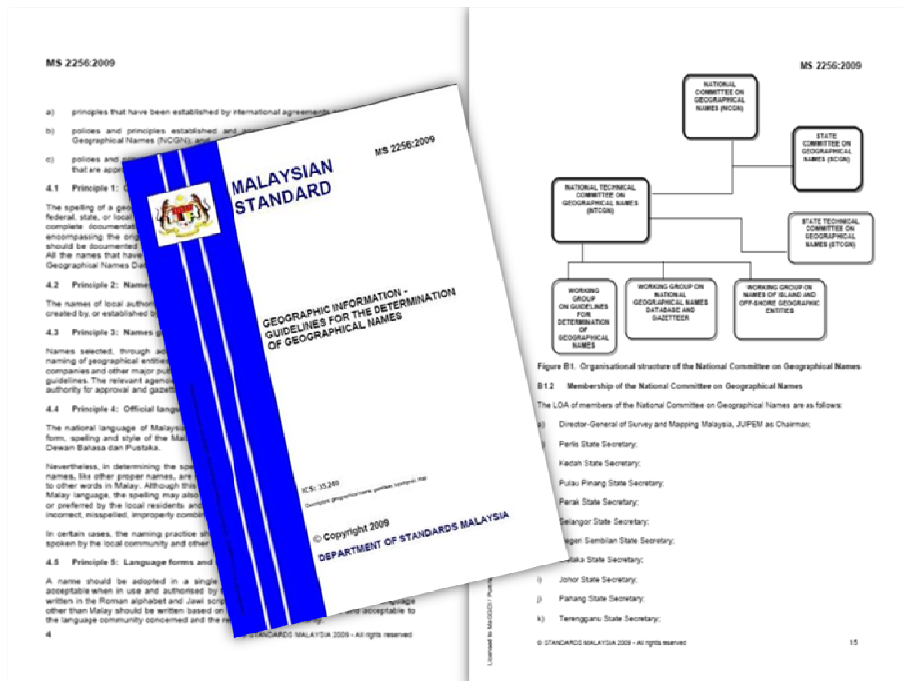 MS 2256:2009
a) principles that have been established by international agreements
b) policies and principles established and
Geographical Names (NCGN); and
c) policies and
that are
4.1 Principle 1:
The spelling of a
federal, state, or local
complete
encompassing the
should be documented
All the names that have
Geographical Names
4.2 Principle 2:
The names of local
created by, or established by
4.3 Principle 3: Names
Names selected, through
naming of geographical entities
companies and other major
guidelines. The relevant
authority for approval and
4.4 Principle 4: Official
The national language of
form, spelling and style of the
Dewan Bahasa dan Pustaka.
Nevertheless, in determining the
names, like other proper names, are
to other words in Malay. Although this
Malay language, the spelling may also
or preferred by the local residents and
incorrect, misspelled, improperly
In certain cases, the naming practice
spoken by the local community and other
4.5 Principle 5: Language forms and
A name should be adopted in a single
acceptable when in use and authorised by
written in the Roman alphabet and Jawi
other than Malay should be written based on
the language community concerned and the
language
and acceptable to
4
STANDARDS MALAYSIA 2009 - All rights reserved
MS 2256:2009
MALAYSIAN
STANDARD
GEOGRAPHIC INFORMATION -
GUIDELINES FOR THE DETERMINATION
OF GEOGRAPHICAL NAMES
ICS: 35.240
© Copyright 2009
DEPARTMENT OF STANDARDS MALAYSIA
MS 2256:2009
NATIONAL
COMMITTEE ON
GEOGRAPHICAL
NAMES (NCGN)
STATE
COMMITTEE ON
GEOGRAPHICAL
NAMES (SCGN)
NATIONAL TECHNICAL
COMMITTEE ON
GEOGRAPHICAL NAMES
(NTCGN)
STATE TECHNICAL
COMMITTEE ON
GEOGRAPHICAL
NAMES (STCGN)
WORKING
GROUP
ON GUIDELINES
FOR
DETERMINATION
OF
GEOGRAPHICAL
NAMES
WORKING GROUP ON
NATIONAL
GEOGRAPHICAL NAMES
DATABASE AND
GAZETTEER
WORKING GROUP ON
NAMES OF ISLAND AND
OFF-SHORE GEOGRAPHIC
ENTITIES
Figure B1. Organisational structure of the National Committee on Geographical Names
B1.2 Membership of the National Committee on Geographical Names
The LOA of members of the National Committee on Geographical Names are as follows:
a) Director-General of Survey and Mapping Malaysia, JUPEM as Chairman;
Perlis State Secretary;
Kedah State Secretary;
Pulau Pinang State Secretary;
Perak State Secretary;
Selangor State Secretary;
Negeri Sembilan State Secretary;
Melaka State Secretary;
i) Johor State Secretary;
j) Pahang State Secretary;
k) Terengganu State Secretary;
© STANDARDS MALAYSIA 2009 - All rights reserved
15
Licensed to